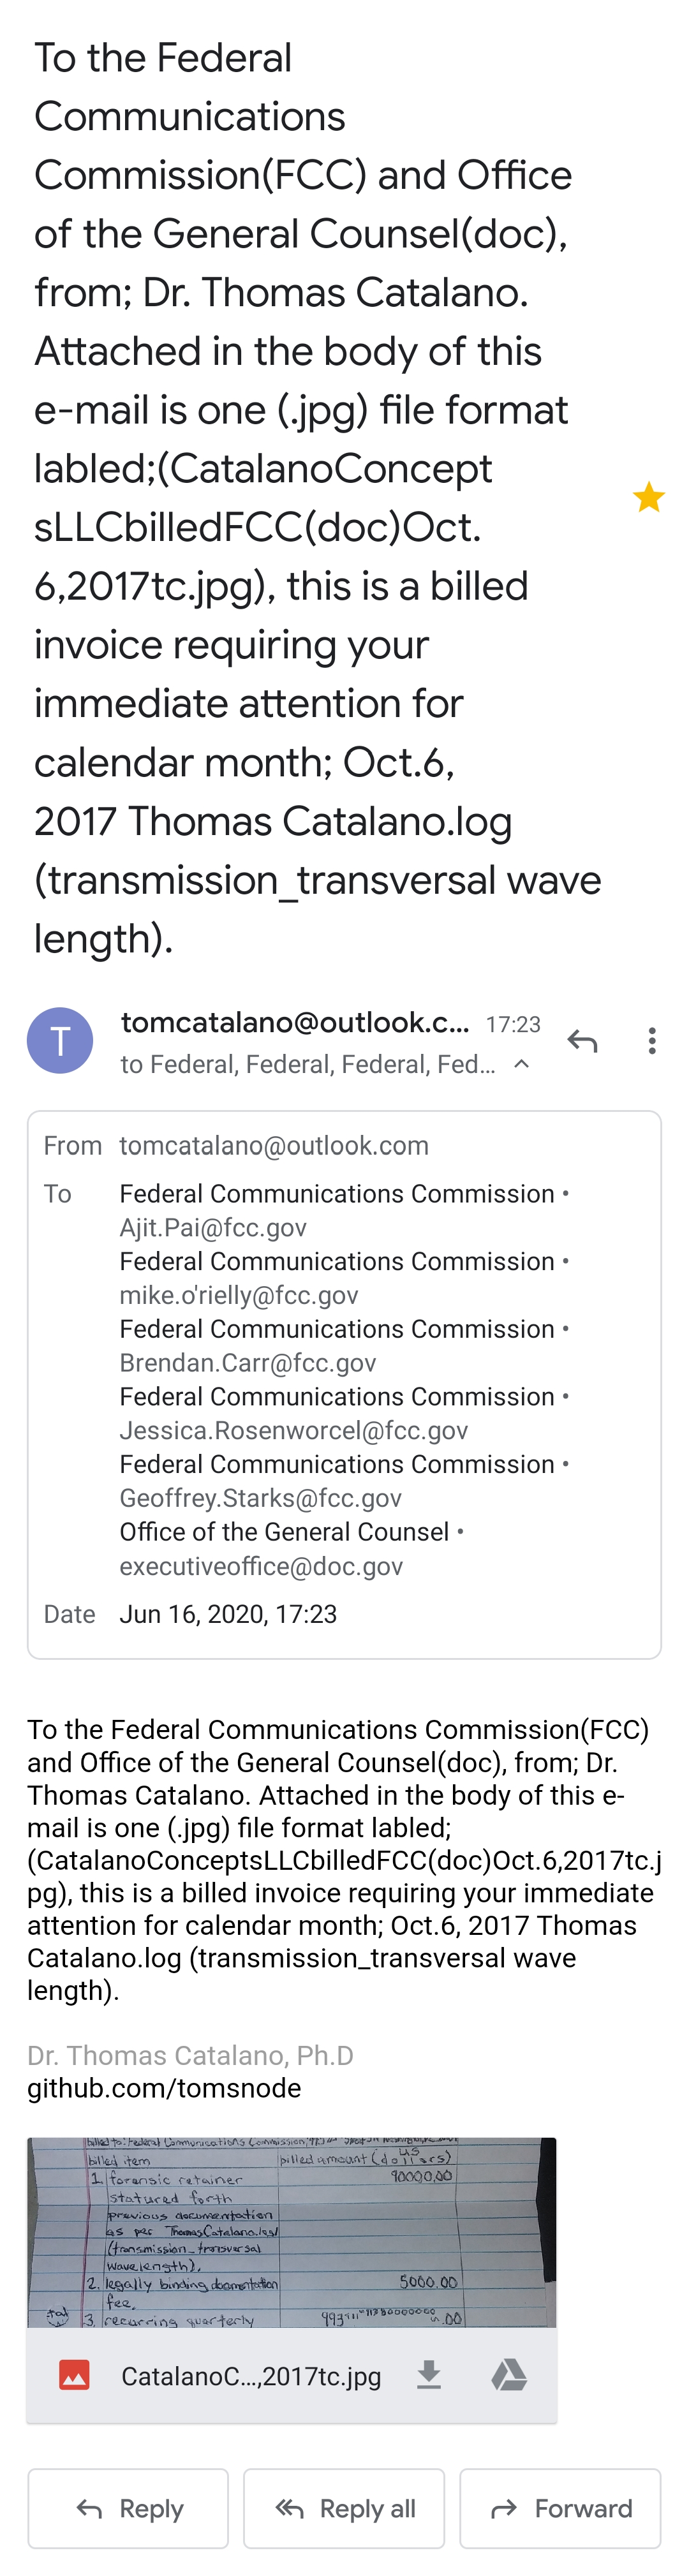 To the Federal
Communications
Commission(FCC) and Office
of the General Counsel(doc),
from; Dr. Thomas Catalano.
Attached in the body of this
e-mail is one (.jpg) file format
labled;(CatalanoConcept
sLLCbilledFCC(doc)Oct.
6,2017tc.jpg), this is a billed
invoice requiring your
immediate attention for
calendar month; Oct.6,
2017 Thomas Catalano.log
(transmission_transversal wave
length).
T
tomcatalano@outlook.c... 17:23
to Federal, Federal, Federal, Fed...
From tomcatalano@outlook.com
To Federal Communications Commission •
Ajit.Pai@fcc.gov
Federal Communications Commission •
mike.o'rielly@fcc.gov
Federal Communications Commission •
Brendan.Carr@fcc.gov
Federal Communications Commission •
Jessica.Rosenworcel@fcc.gov
Federal Communications Commission •
Geoffrey.Starks@fcc.gov
Office of the General Counsel •
executiveoffice@doc.gov
Date Jun 16, 2020, 17:23
To the Federal Communications Commission(FCC)
and Office of the General Counsel(doc), from; Dr.
Thomas Catalano. Attached in the body of this e-
mail is one (.jpg) file format labled;
(CatalanoConceptsLLCbilledFCC(doc)Oct.6,2017tc.j
pg), this is a billed invoice requiring your immediate
attention for calendar month; Oct.6, 2017 Thomas
Catalano.log (transmission_transversal wave
length).
Dr. Thomas Catalano, Ph.D
github.com/tomsnode
billed to: Federal Communications Commission
billed item billed amount (US dollars)
1. forensic retainer 90000.00
statured forth
previous documentation
as per ThomasCatalano.log
(transmission_transversal
wavelength).
2. legally binding documentation 5000.00
fee.
3. recurring quarterly
CatalanoC...,2017tc.jpg
Reply
Reply all
Forward